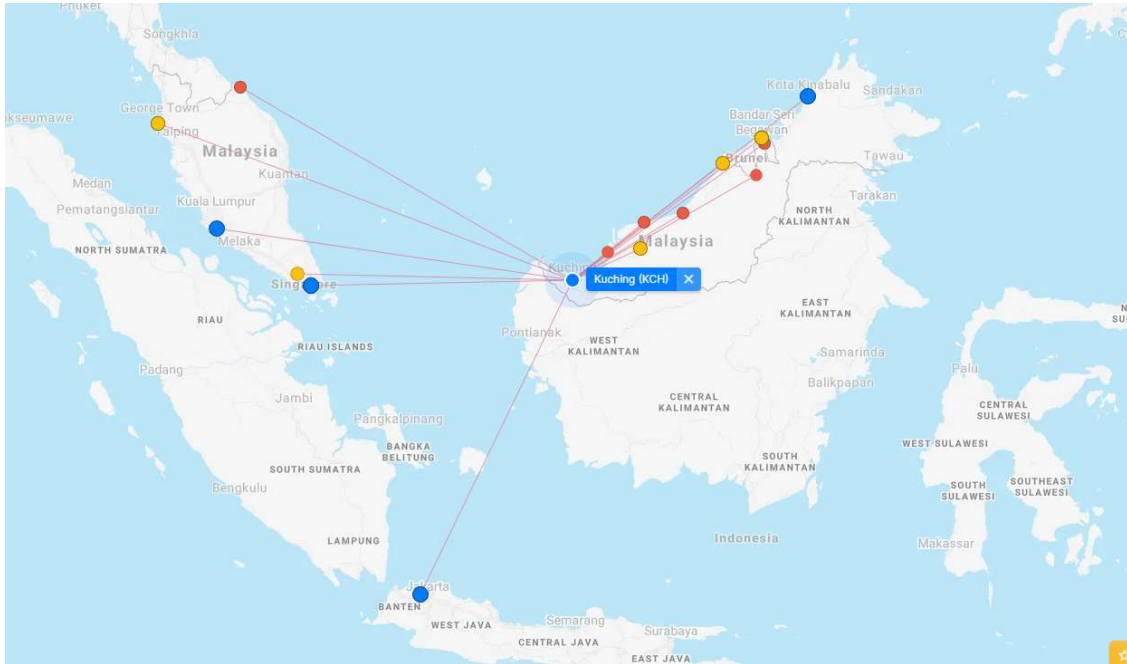 Phuket
Songkhla
George Town
Taiping
Malaysia
Kuantan
Kuala Lumpur
Melaka
Medan
Pematangsiantar
NORTH SUMATRA
Singapore
RIAU
RIAU ISLANDS
Padang
Jambi
Pangkalpinang
BANGKA
BELITUNG
SOUTH SUMATRA
Bengkulu
LAMPUNG
Jakarta
BANTEN
WEST JAVA
Semarang
CENTRAL JAVA
Surabaya
EAST JAVA
Kota Kinabalu
Sandakan
Bandar Seri
Begawan
Brunei
Tawau
Tarakan
NORTH
KALIMANTAN
Malaysia
Kuching
Kuching (KCH) ✕
Pontianak
WEST
KALIMANTAN
EAST
KALIMANTAN
Samarinda
Balikpapan
CENTRAL
KALIMANTAN
SOUTH
KALIMANTAN
Indonesia
Palu
CENTRAL
SULAWESI
WEST SULAWESI
SOUTH
SULAWESI
SOUTHEAST
SULAWESI
Makassar